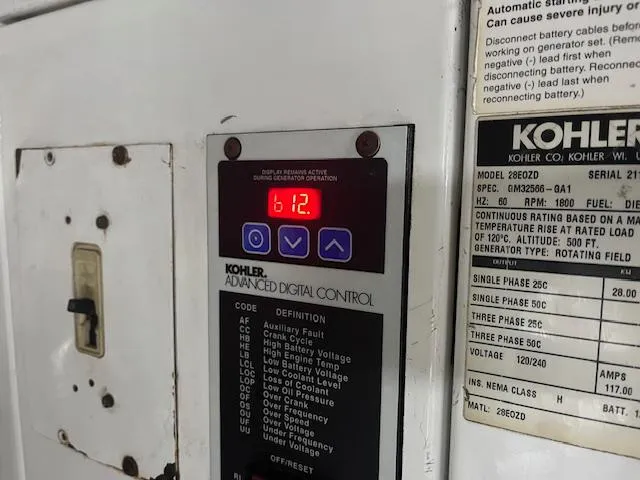 Automatic starting
Can cause severe injury or
Disconnect battery cables before
working on generator set. (Remo
negative (-) lead first when
disconnecting battery. Reconnec
negative (-) lead last when
reconnecting battery.)
KOHLER
KOHLER CO; KOHLER WI.
MODEL 28EOZD SERIAL 211
SPEC. GM32566-GA1
HZ: 60 RPM: 1800 FUEL: DIE
CONTINUOUS RATING BASED ON A MA
TEMPERATURE RISE AT RATED LOAD
OF 120°C. ALTITUDE: 500 FT.
GENERATOR TYPE: ROTATING FIELD
OUTPUT KW
SINGLE PHASE 25C 28.00
SINGLE PHASE 50C
THREE PHASE 25C
THREE PHASE 50C
VOLTAGE 120/240 AMPS
117.00
INS. NEMA CLASS H BATT. 1
MATL: 28EOZD
DISPLAY REMAINS ACTIVE
DURING GENERATOR OPERATION
b12.
KOHLER.
ADVANCED DIGITAL CONTROL
CODE DEFINITION
AF Auxiliary Fault
CC Crank Cycle
HB High Battery Voltage
HE High Engine Temp
LB Low Battery Voltage
LCL Low Coolant Level
LOC Loss of Coolant
LOP Low Oil Pressure
OC Over Crank
OF Over Frequency
OS Over Speed
OU Over Voltage
UF Under Frequency
UU Under Voltage
OFF/RESET